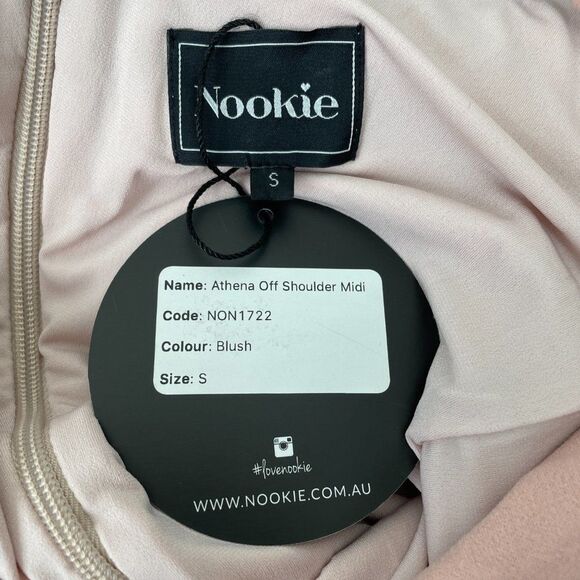 Nookie
S
Name: Athena Off Shoulder Midi
Code: NON1722
Colour: Blush
Size: S
#lovenookie
WWW.NOOKIE.COM.AU